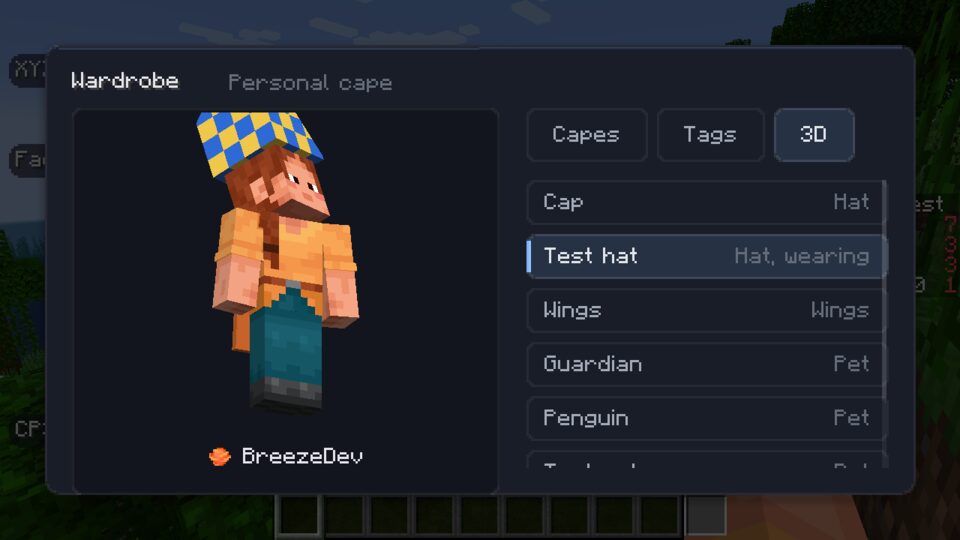 Wardrobe
Personal cape
Capes
Tags
3D
Cap
Hat
Test hat
Hat, wearing
Wings
Wings
Guardian
Pet
Penguin
Pet
BreezeDev